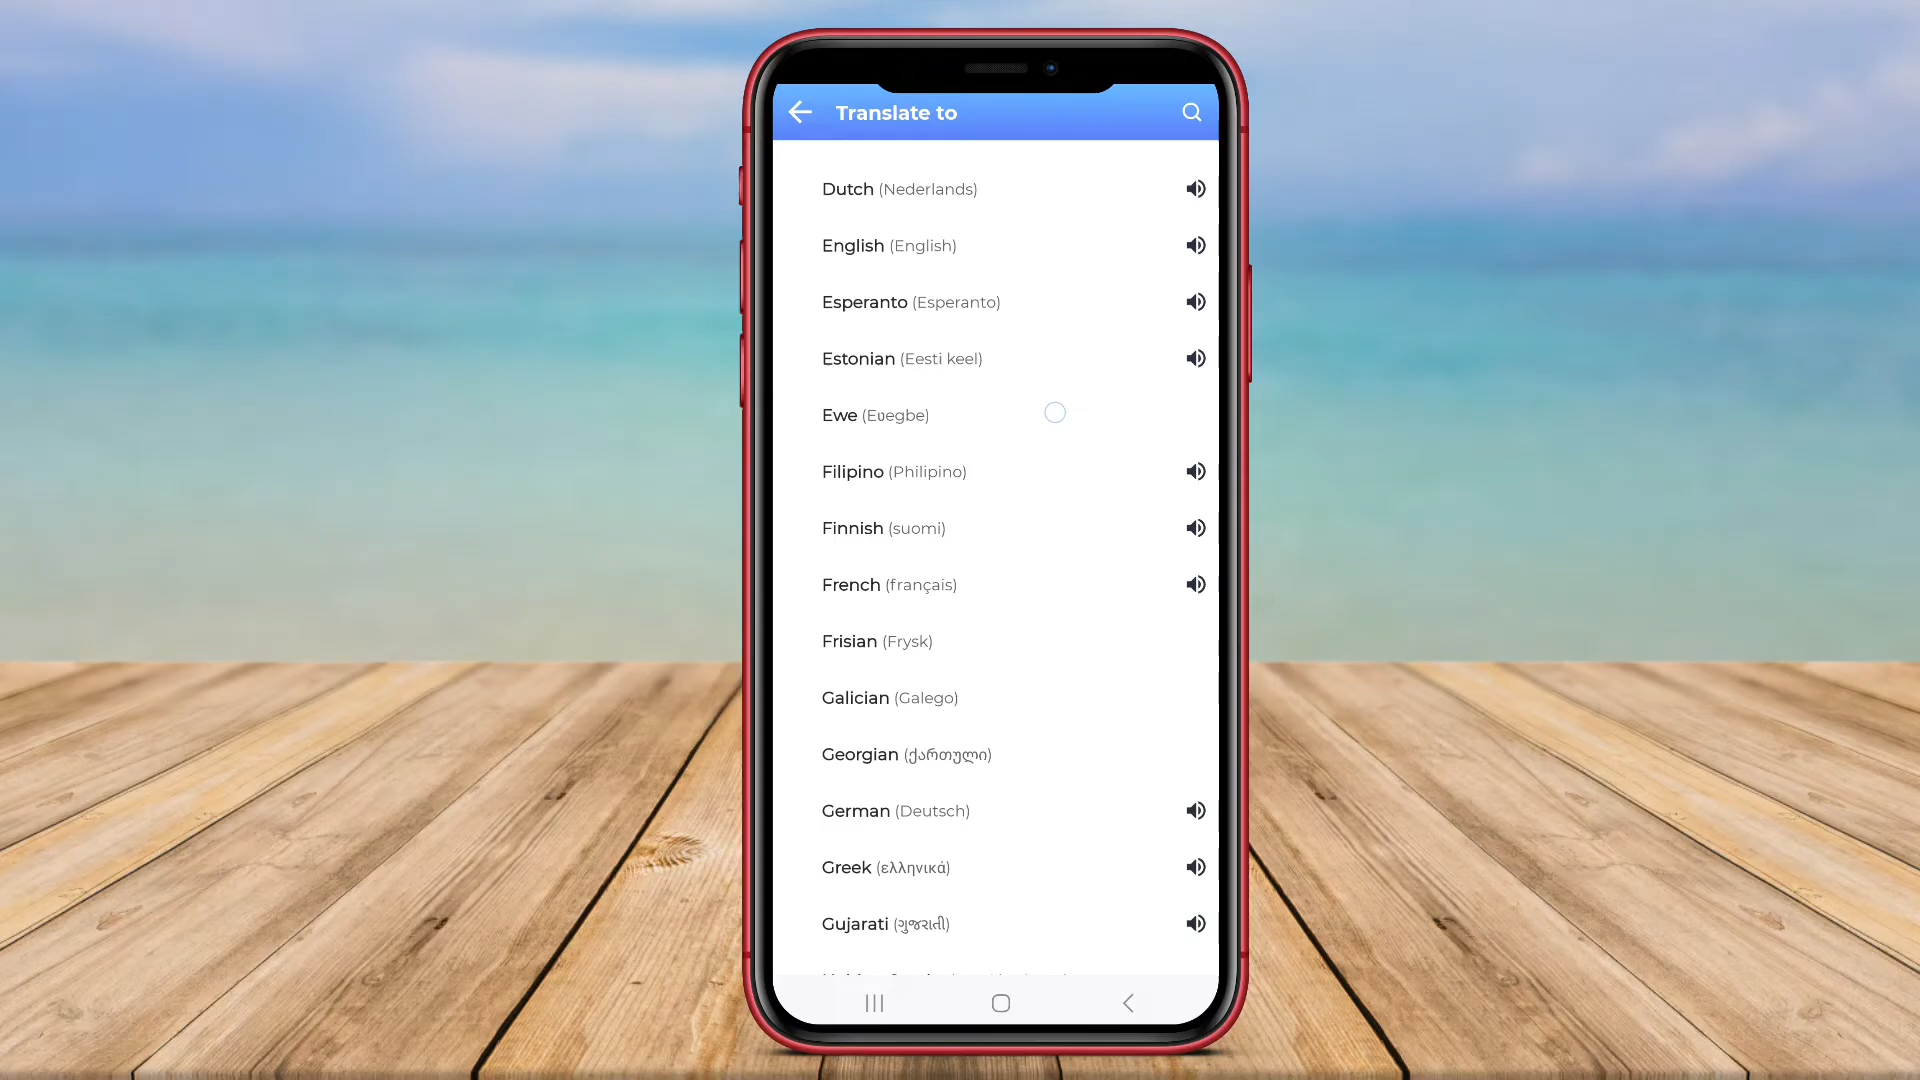 Translate to
Dutch (Nederlands)
English (English)
Esperanto (Esperanto)
Estonian (Eesti keel)
Ewe (Eʋegbe)
Filipino (Philipino)
Finnish (suomi)
French (français)
Frisian (Frysk)
Galician (Galego)
Georgian (ქართული)
German (Deutsch)
Greek (ελληνικά)
Gujarati (ગુજરાતી)